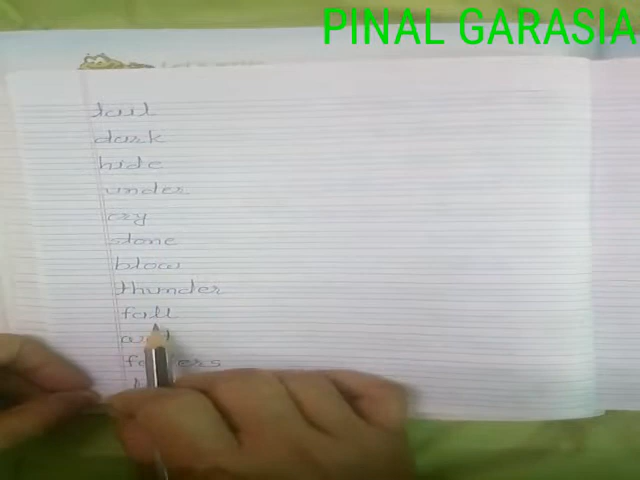 PINAL GARASIA
tail
dark
hide
under
cry
stone
blow
thunder
fall